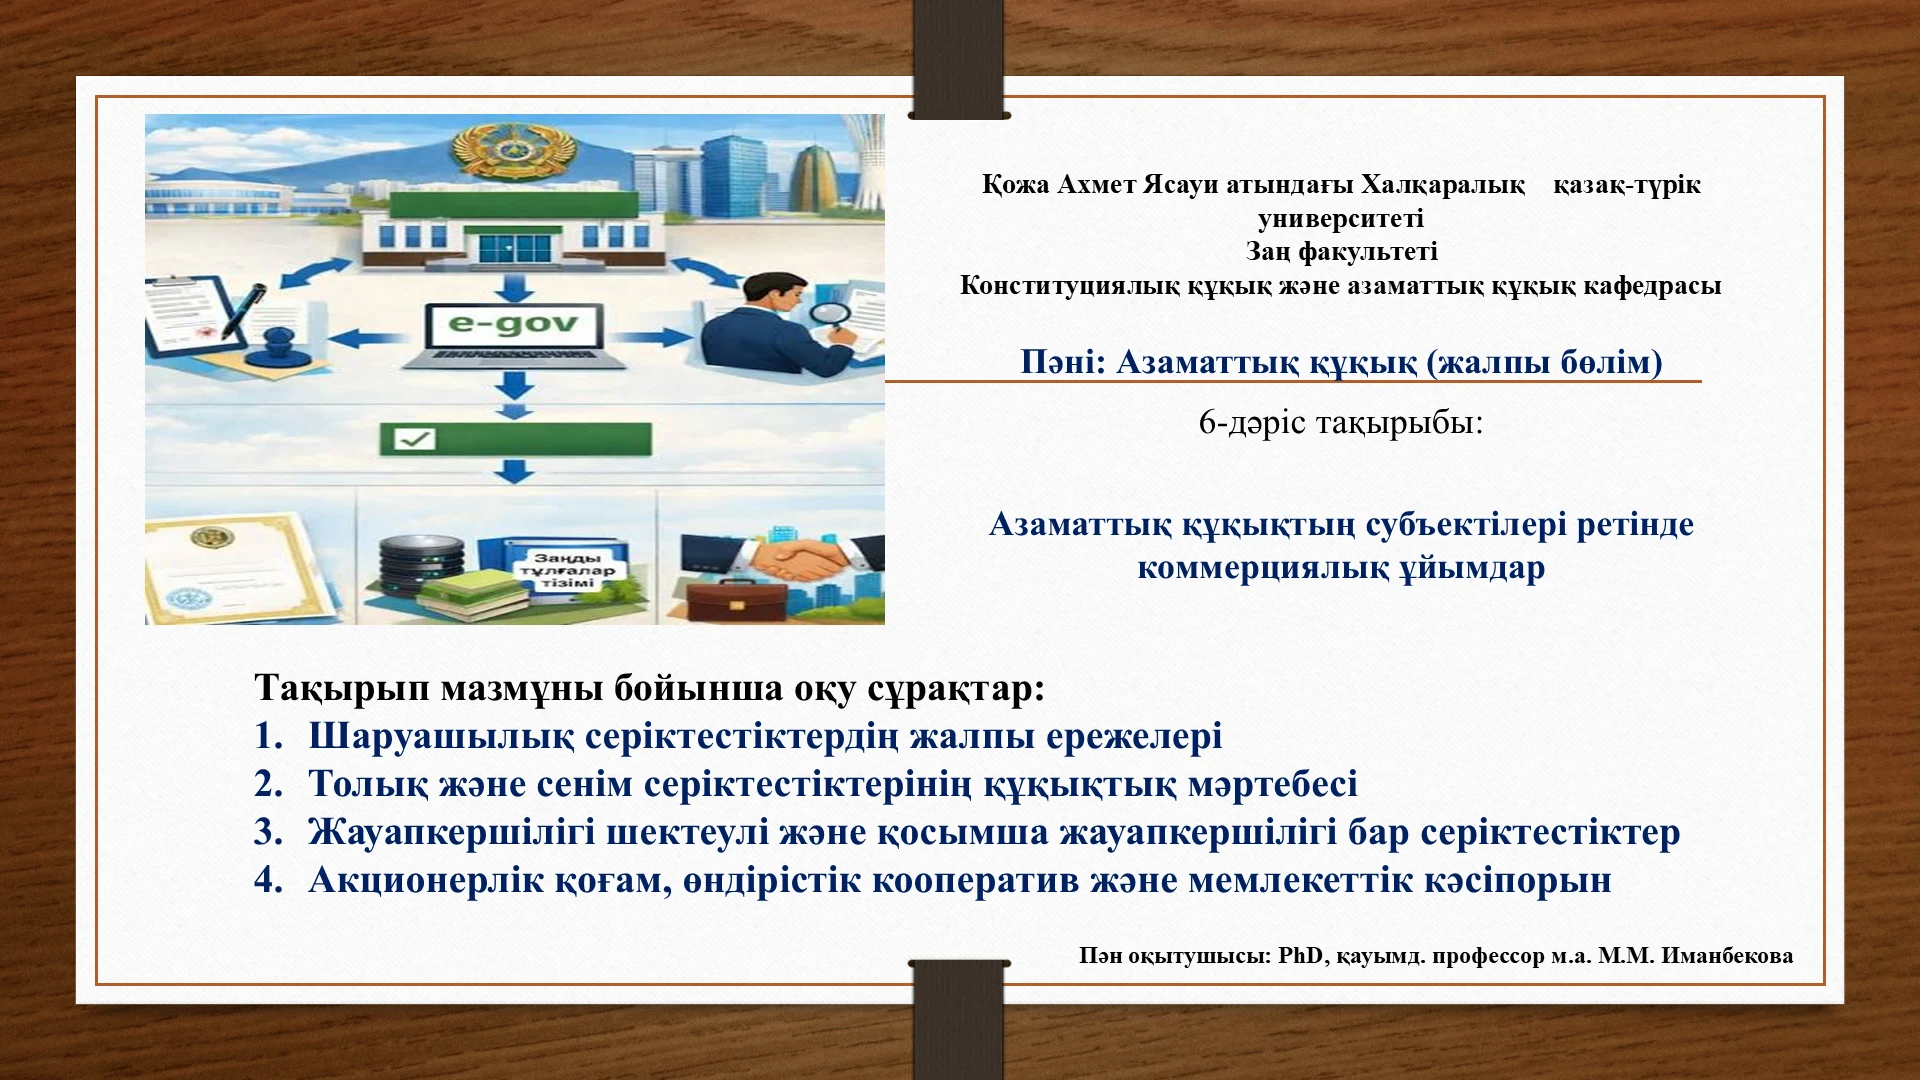 Қожа Ахмет Ясауи атындағы Халқаралық қазақ-түрік
университеті
Заң факультеті
Конституциялық құқық және азаматтық құқық кафедрасы
Пәні: Азаматтық құқық (жалпы бөлім)
6-дәріс тақырыбы:
Азаматтық құқықтың субъектілері ретінде
коммерциялық ұйымдар
e-gov
Заңды
тұлғалар
тізімі
Тақырып мазмұны бойынша оқу сұрақтар:
1. Шаруашылық серіктестіктердің жалпы ережелері
2. Толық және сенім серіктестіктерінің құқықтық мәртебесі
3. Жауапкершілігі шектеулі және қосымша жауапкершілігі бар серіктестіктер
4. Акционерлік қоғам, өндірістік кооператив және мемлекеттік кәсіпорын
Пән оқытушысы: PhD, қауымд. профессор м.а. М.М. Иманбекова